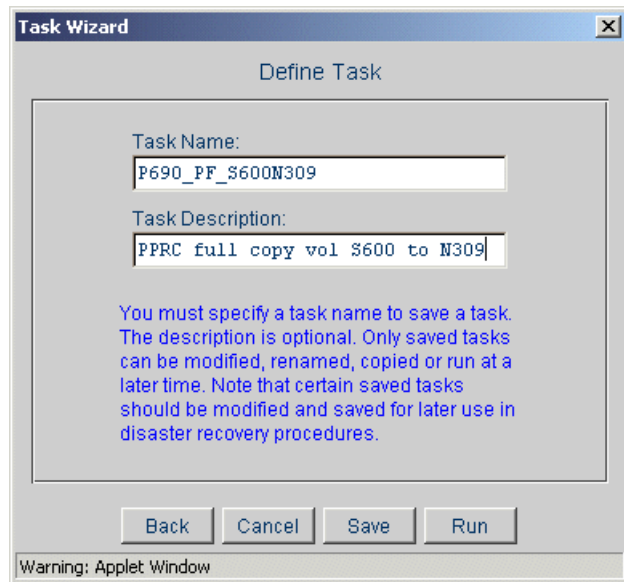 Task Wizard
Define Task
Task Name:
P690_PF_S600N309
Task Description:
PPRC full copy vol S600 to N309
You must specify a task name to save a task.
The description is optional. Only saved tasks
can be modified, renamed, copied or run at a
later time. Note that certain saved tasks
should be modified and saved for later use in
disaster recovery procedures.
Back Cancel Save Run
Warning: Applet Window